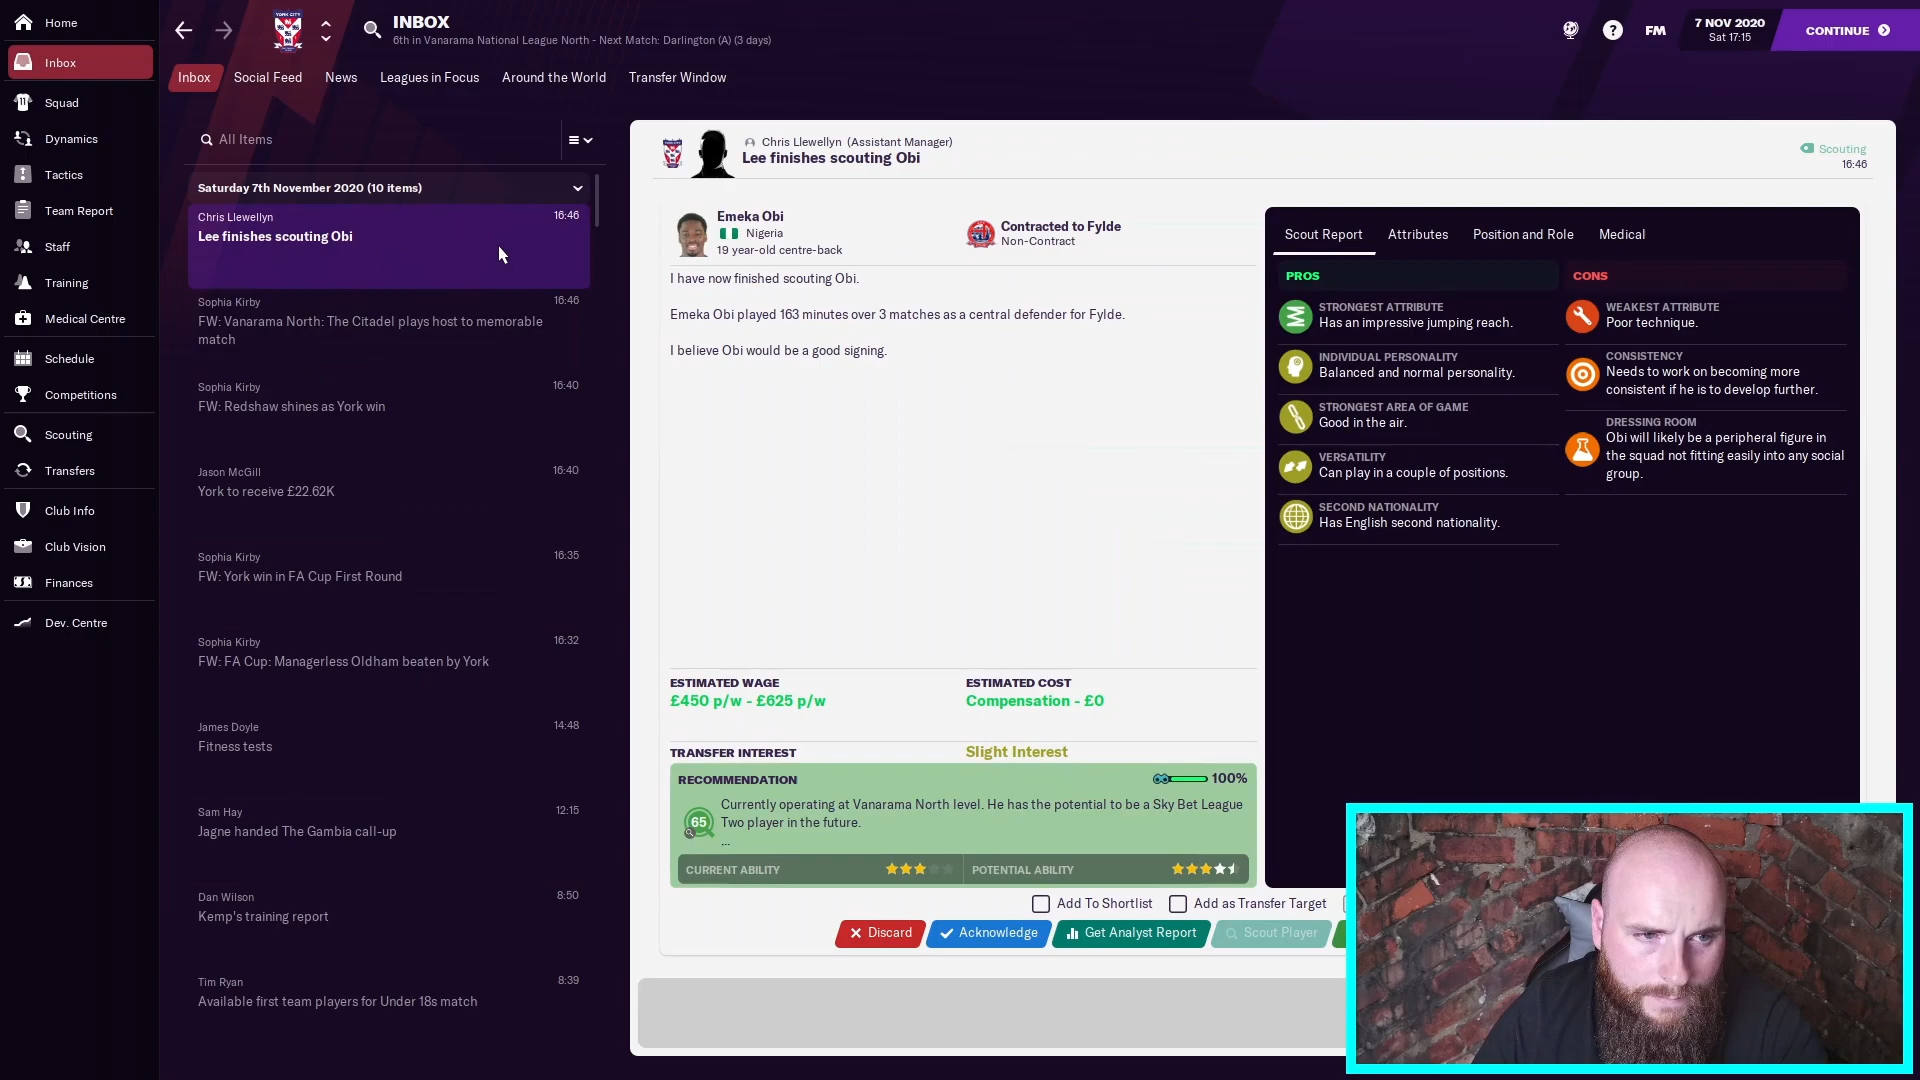 Home
Inbox
Squad
Dynamics
Tactics
Team Report
Staff
Training
Medical Centre
Schedule
Competitions
Scouting
Transfers
Club Info
Club Vision
Finances
Dev. Centre
YORK CITY
INBOX
6th in Vanarama National League North - Next Match: Darlington (A) (3 days)
FM
7 NOV 2020
Sat 17:15
CONTINUE
Inbox
Social Feed
News
Leagues in Focus
Around the World
Transfer Window
All Items
Saturday 7th November 2020 (10 items)
Chris Llewellyn 16:46
Lee finishes scouting Obi
Sophia Kirby 16:46
FW: Vanarama North: The Citadel plays host to memorable
match
Sophia Kirby 16:40
FW: Redshaw shines as York win
Jason McGill 16:40
York to receive £22.62K
Sophia Kirby 16:35
FW: York win in FA Cup First Round
Sophia Kirby 16:32
FW: FA Cup: Managerless Oldham beaten by York
James Doyle 14:48
Fitness tests
Sam Hay 12:15
Jagne handed The Gambia call-up
Dan Wilson 8:50
Kemp's training report
Tim Ryan 8:39
Available first team players for Under 18s match
Chris Llewellyn (Assistant Manager)
Lee finishes scouting Obi
Scouting
16:46
Emeka Obi
Nigeria
19 year-old centre-back
Contracted to Fylde
Non-Contract
I have now finished scouting Obi.
Emeka Obi played 163 minutes over 3 matches as a central defender for Fylde.
I believe Obi would be a good signing.
ESTIMATED WAGE
£450 p/w - £625 p/w
ESTIMATED COST
Compensation - £0
TRANSFER INTEREST
Slight Interest
RECOMMENDATION
100%
65
Currently operating at Vanarama North level. He has the potential to be a Sky Bet League
Two player in the future.
...
CURRENT ABILITY
POTENTIAL ABILITY
Add To Shortlist
Add as Transfer Target
Discard
Acknowledge
Get Analyst Report
Scout Player
Scout Report
Attributes
Position and Role
Medical
PROS
STRONGEST ATTRIBUTE
Has an impressive jumping reach.
INDIVIDUAL PERSONALITY
Balanced and normal personality.
STRONGEST AREA OF GAME
Good in the air.
VERSATILITY
Can play in a couple of positions.
SECOND NATIONALITY
Has English second nationality.
CONS
WEAKEST ATTRIBUTE
Poor technique.
CONSISTENCY
Needs to work on becoming more
consistent if he is to develop further.
DRESSING ROOM
Obi will likely be a peripheral figure in
the squad not fitting easily into any social
group.